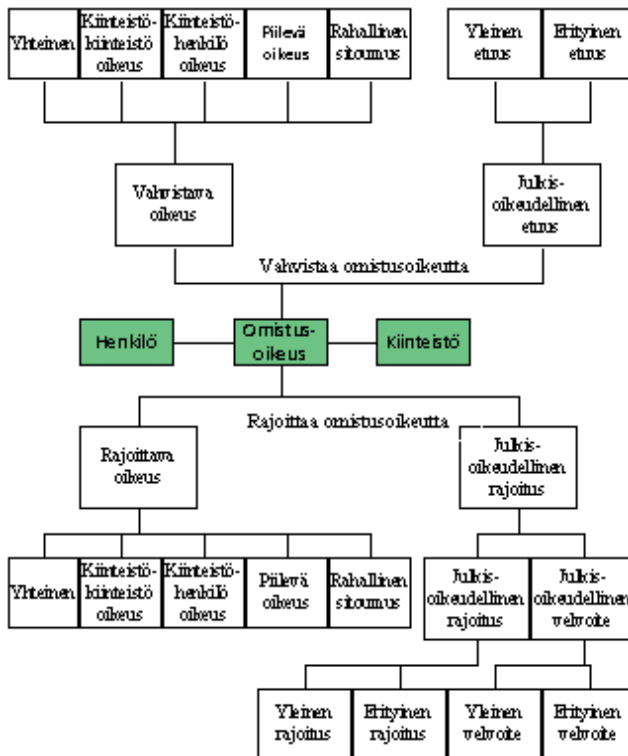 Yhteinen
Kiinteistö-
kiinteistö
oikeus
Kiinteistö-
henkilö
oikeus
Piilevä
oikeus
Rahallinen
sitoumus
Yleinen
etuus
Erityinen
etuus
Vahvistava
oikeus
Julkis-
oikeudellinen
etuus
Vahvistaa omistusoikeutta
Henkilö
Omistus-
oikeus
Kiinteistö
Rajoittaa omistusoikeutta
Rajoittava
oikeus
Julkis-
oikeudellinen
rajoitus
Yhteinen
Kiinteistö-
kiinteistö
oikeus
Kiinteistö-
henkilö
oikeus
Piilevä
oikeus
Rahallinen
sitoumus
Julkis-
oikeudellinen
rajoitus
Julkis-
oikeudellinen
velvoite
Yleinen
rajoitus
Erityinen
rajoitus
Yleinen
velvoite
Erityinen
velvoite